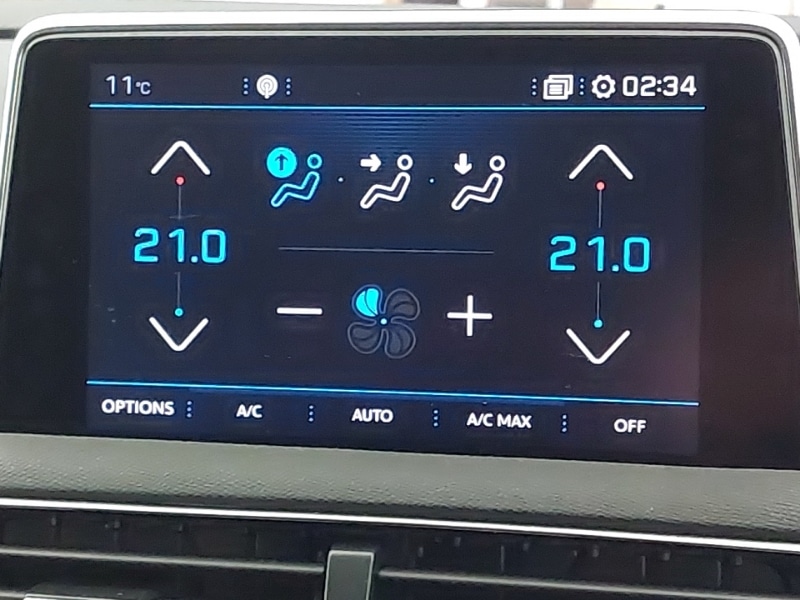 11°C 02:34
21.0 21.0
OPTIONS A/C AUTO A/C MAX OFF